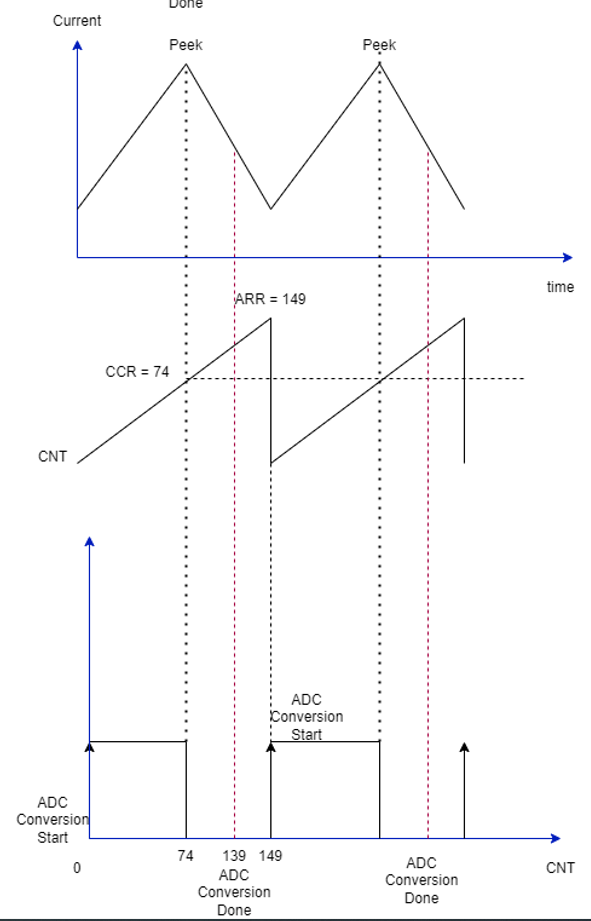 Done
Current
Peek
Peek
time
ARR = 149
CCR = 74
CNT
ADC
Conversion
Start
ADC
Conversion
Start
74
139
149
0
ADC
Conversion
Done
ADC
Conversion
Done
CNT